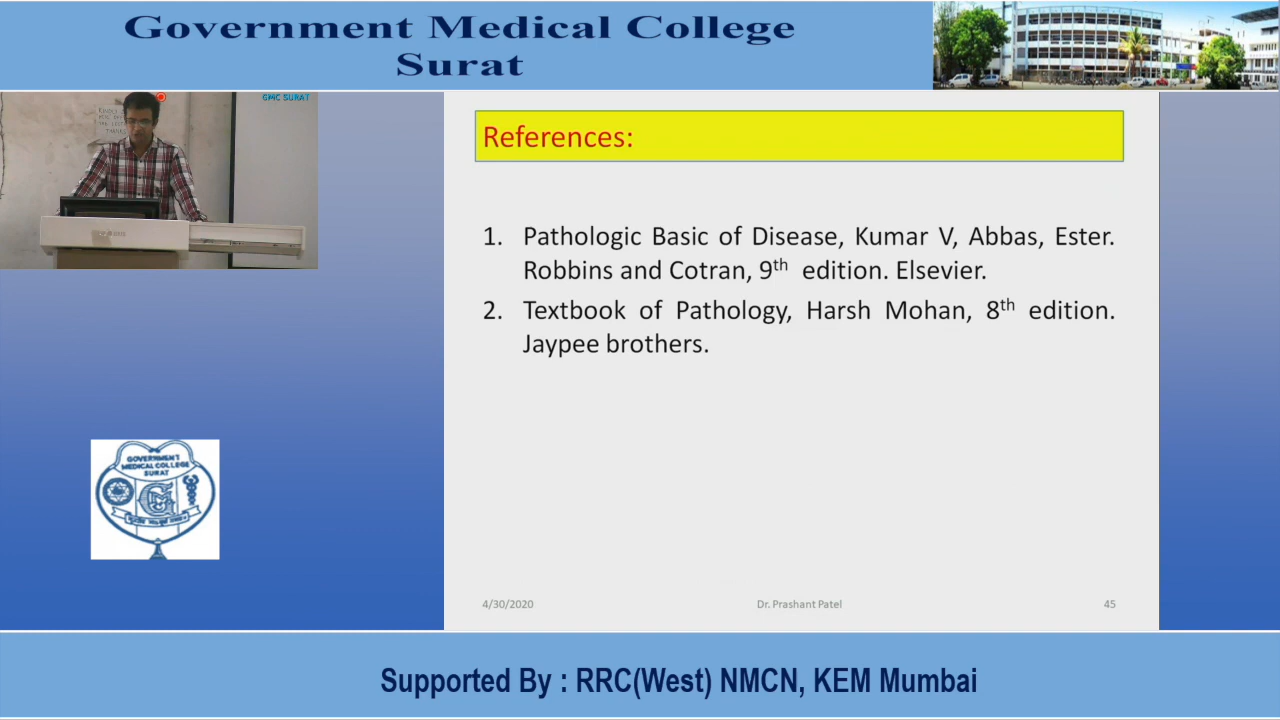 Government Medical College
Surat
GMC SURAT
References:
1. Pathologic Basic of Disease, Kumar V, Abbas, Ester.
Robbins and Cotran, 9th edition. Elsevier.
2. Textbook of Pathology, Harsh Mohan, 8th edition.
Jaypee brothers.
GOVERNMENT
MEDICAL COLLEGE
SURAT
4/30/2020 Dr. Prashant Patel 45
Supported By : RRC(West) NMCN, KEM Mumbai